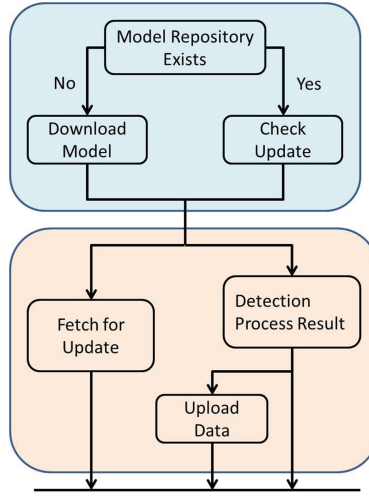 Model Repository
Exists
No
Yes
Download
Model
Check
Update
Fetch for
Update
Detection
Process Result
Upload
Data